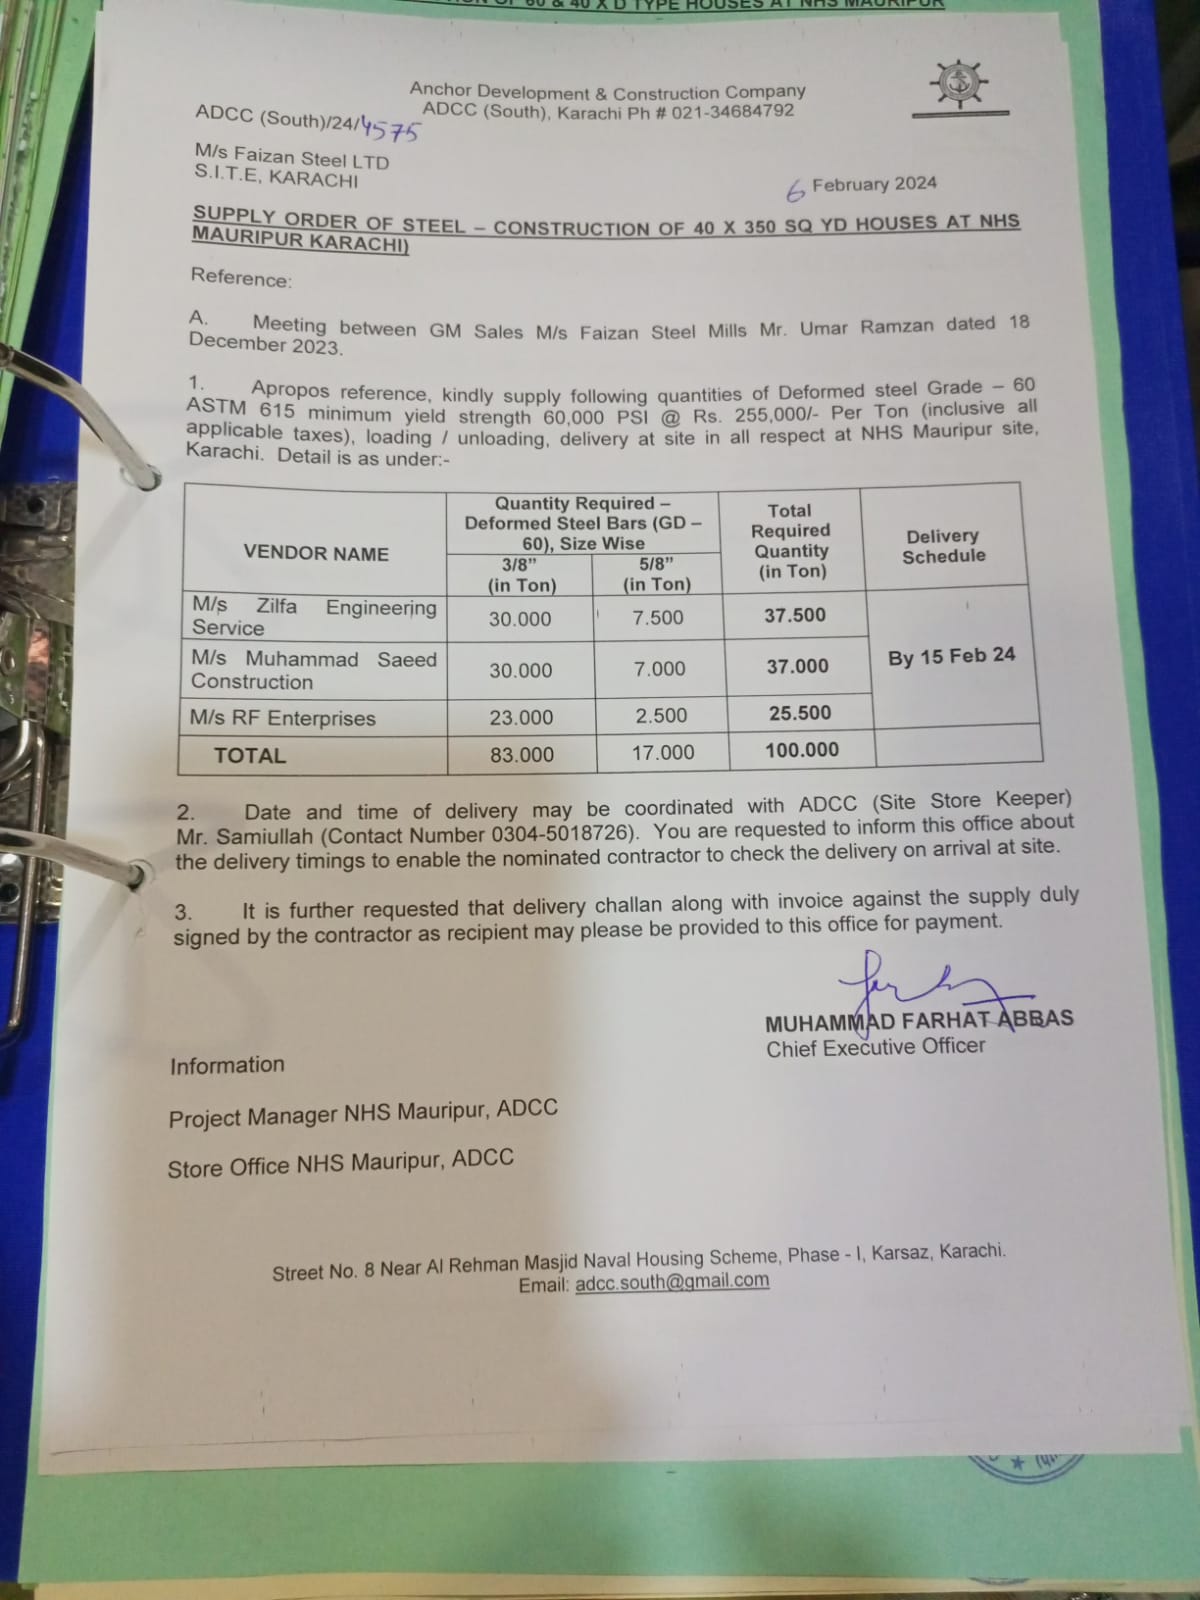 60 & 40 X D TYPE HOUSES AT NHS MAURIPUR
Anchor Development & Construction Company
ADCC (South), Karachi Ph # 021-34684792
ADCC (South)/24/4575
M/s Faizan Steel LTD
S.I.T.E, KARACHI
6 February 2024
SUPPLY ORDER OF STEEL – CONSTRUCTION OF 40 X 350 SQ YD HOUSES AT NHS
MAURIPUR KARACHI)
Reference:
A. Meeting between GM Sales M/s Faizan Steel Mills Mr. Umar Ramzan dated 18
December 2023.
1. Apropos reference, kindly supply following quantities of Deformed steel Grade – 60
ASTM 615 minimum yield strength 60,000 PSI @ Rs. 255,000/- Per Ton (inclusive all
applicable taxes), loading / unloading, delivery at site in all respect at NHS Mauripur site,
Karachi. Detail is as under:-
VENDOR NAME
Quantity Required –
Deformed Steel Bars (GD –
60), Size Wise
3/8”
(in Ton)
5/8”
(in Ton)
Total
Required
Quantity
(in Ton)
Delivery
Schedule
M/s Zilfa Engineering
Service
30.000
7.500
37.500
By 15 Feb 24
M/s Muhammad Saeed
Construction
30.000
7.000
37.000
M/s RF Enterprises
23.000
2.500
25.500
TOTAL
83.000
17.000
100.000
2. Date and time of delivery may be coordinated with ADCC (Site Store Keeper)
Mr. Samiullah (Contact Number 0304-5018726). You are requested to inform this office about
the delivery timings to enable the nominated contractor to check the delivery on arrival at site.
3. It is further requested that delivery challan along with invoice against the supply duly
signed by the contractor as recipient may please be provided to this office for payment.
MUHAMMAD FARHAT ABBAS
Chief Executive Officer
Information
Project Manager NHS Mauripur, ADCC
Store Office NHS Mauripur, ADCC
Street No. 8 Near Al Rehman Masjid Naval Housing Scheme, Phase - I, Karsaz, Karachi.
Email: adcc.south@gmail.com